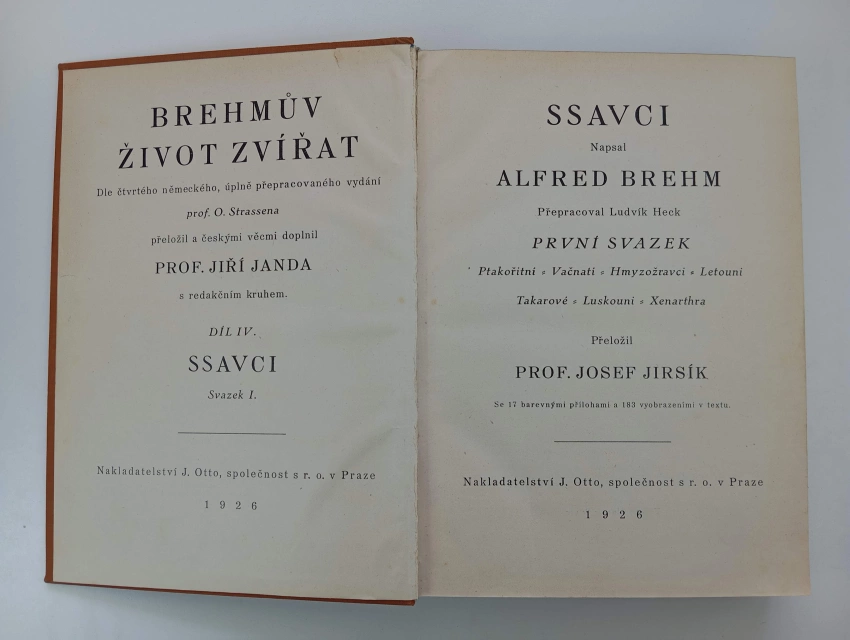 BREHMŮV
ŽIVOT ZVÍŘAT
Dle čtvrtého německého, úplně přepracovaného vydání
prof. O. Strassena
přeložil a českými věcmi doplnil
PROF. JIŘÍ JANDA
s redakčním kruhem.
DÍL IV.
SSAVCI
Svazek I.
Nakladatelství J. Otto, společnost s r. o. v Praze
1926
SSAVCI
Napsal
ALFRED BREHM
Přepracoval Ludvík Heck
PRVNÍ SVAZEK
Ptakořitní * Vačnatí * Hmyzožravci * Letouni
Takarové * Luskouni * Xenarthra
Přeložil
PROF. JOSEF JIRSÍK
Se 17 barevnými přílohami a 183 vyobrazeními v textu.
Nakladatelství J. Otto, společnost s r. o. v Praze
1926